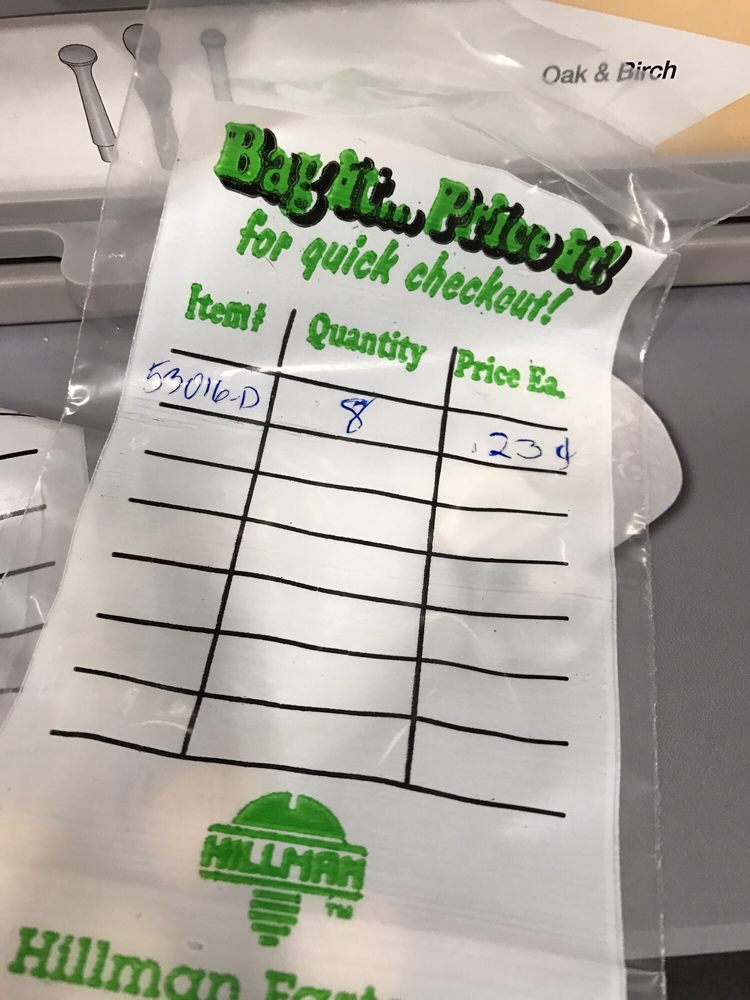 Oak & Birch
Bag it... Price it!
for quick checkout!
Item# Quantity Price Ea.
53016-D 8 .23¢
HILLMAN
TM
Hillman